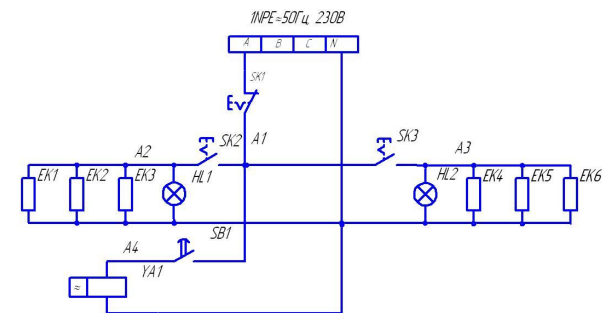 1NPE≈50Гц 230В
A B C N
SK1
SK2 A1 SK3
A2 A3
EK1 EK2 EK3 HL1 HL2 EK4 EK5 EK6
SB1
A4
YA1
≈